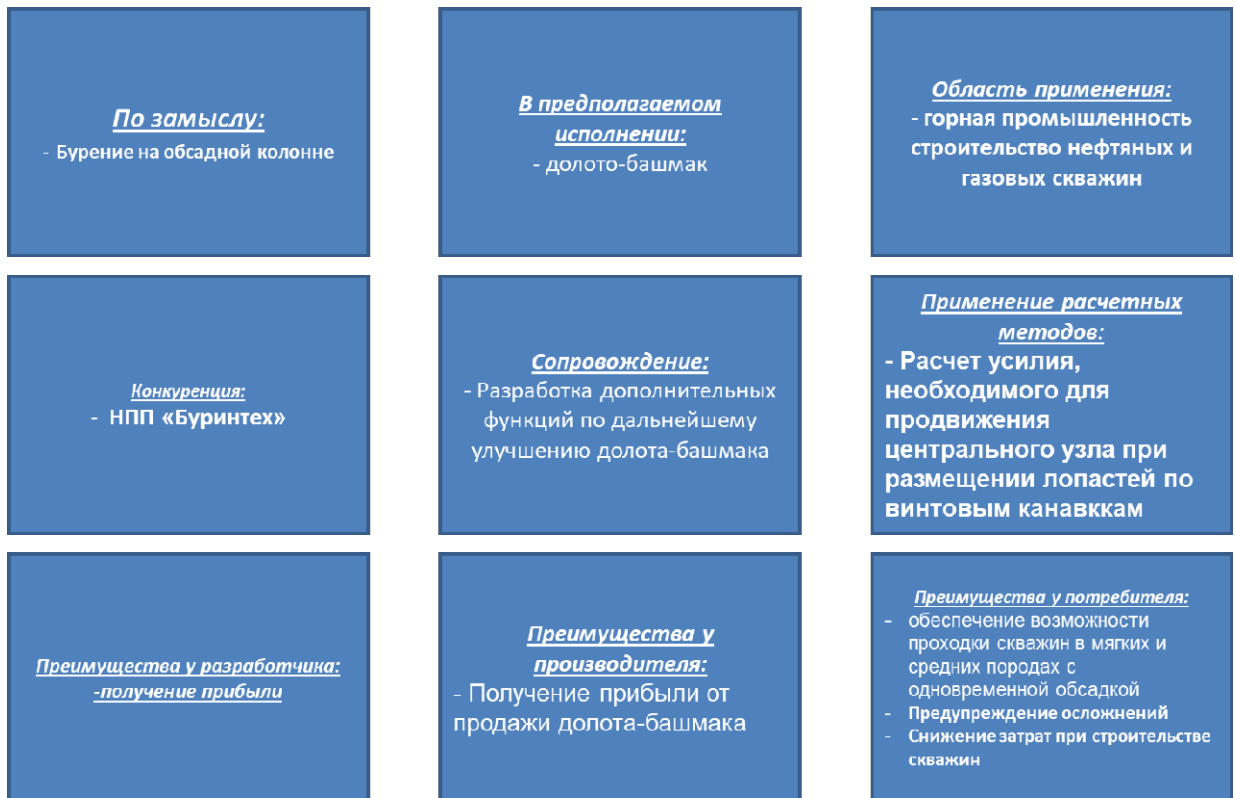 По замыслу:
- Бурение на обсадной колонне
В предполагаемом
исполнении:
- долото-башмак
Область применения:
- горная промышленность
строительство нефтяных и
газовых скважин
Конкуренция:
- НПП «Буринтех»
Сопровождение:
- Разработка дополнительных
функций по дальнейшему
улучшению долота-башмака
Применение расчетных
методов:
- Расчет усилия,
необходимого для
продвижения
центрального узла при
размещении лопастей по
винтовым канавккам
Преимущества у разработчика:
-получение прибыли
Преимущества у
производителя:
- Получение прибыли от
продажи долота-башмака
Преимущества у потребителя:
- обеспечение возможности
проходки скважин в мягких и
средних породах с
одновременной обсадкой
- Предупреждение осложнений
- Снижение затрат при строительстве
скважин